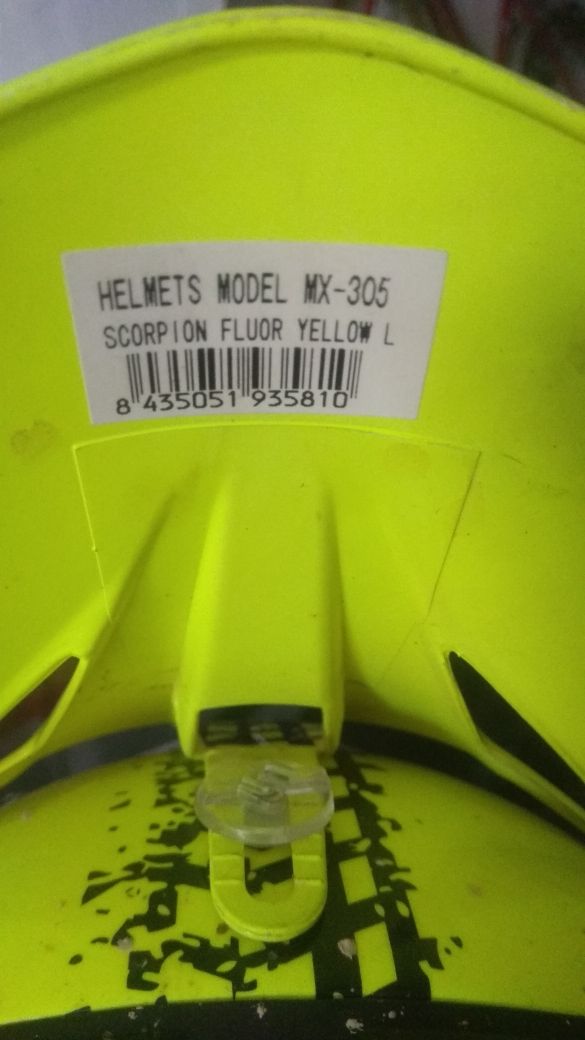 HELMETS MODEL MX-305
SCORPION FLUOR YELLOW L
8 435051 935810